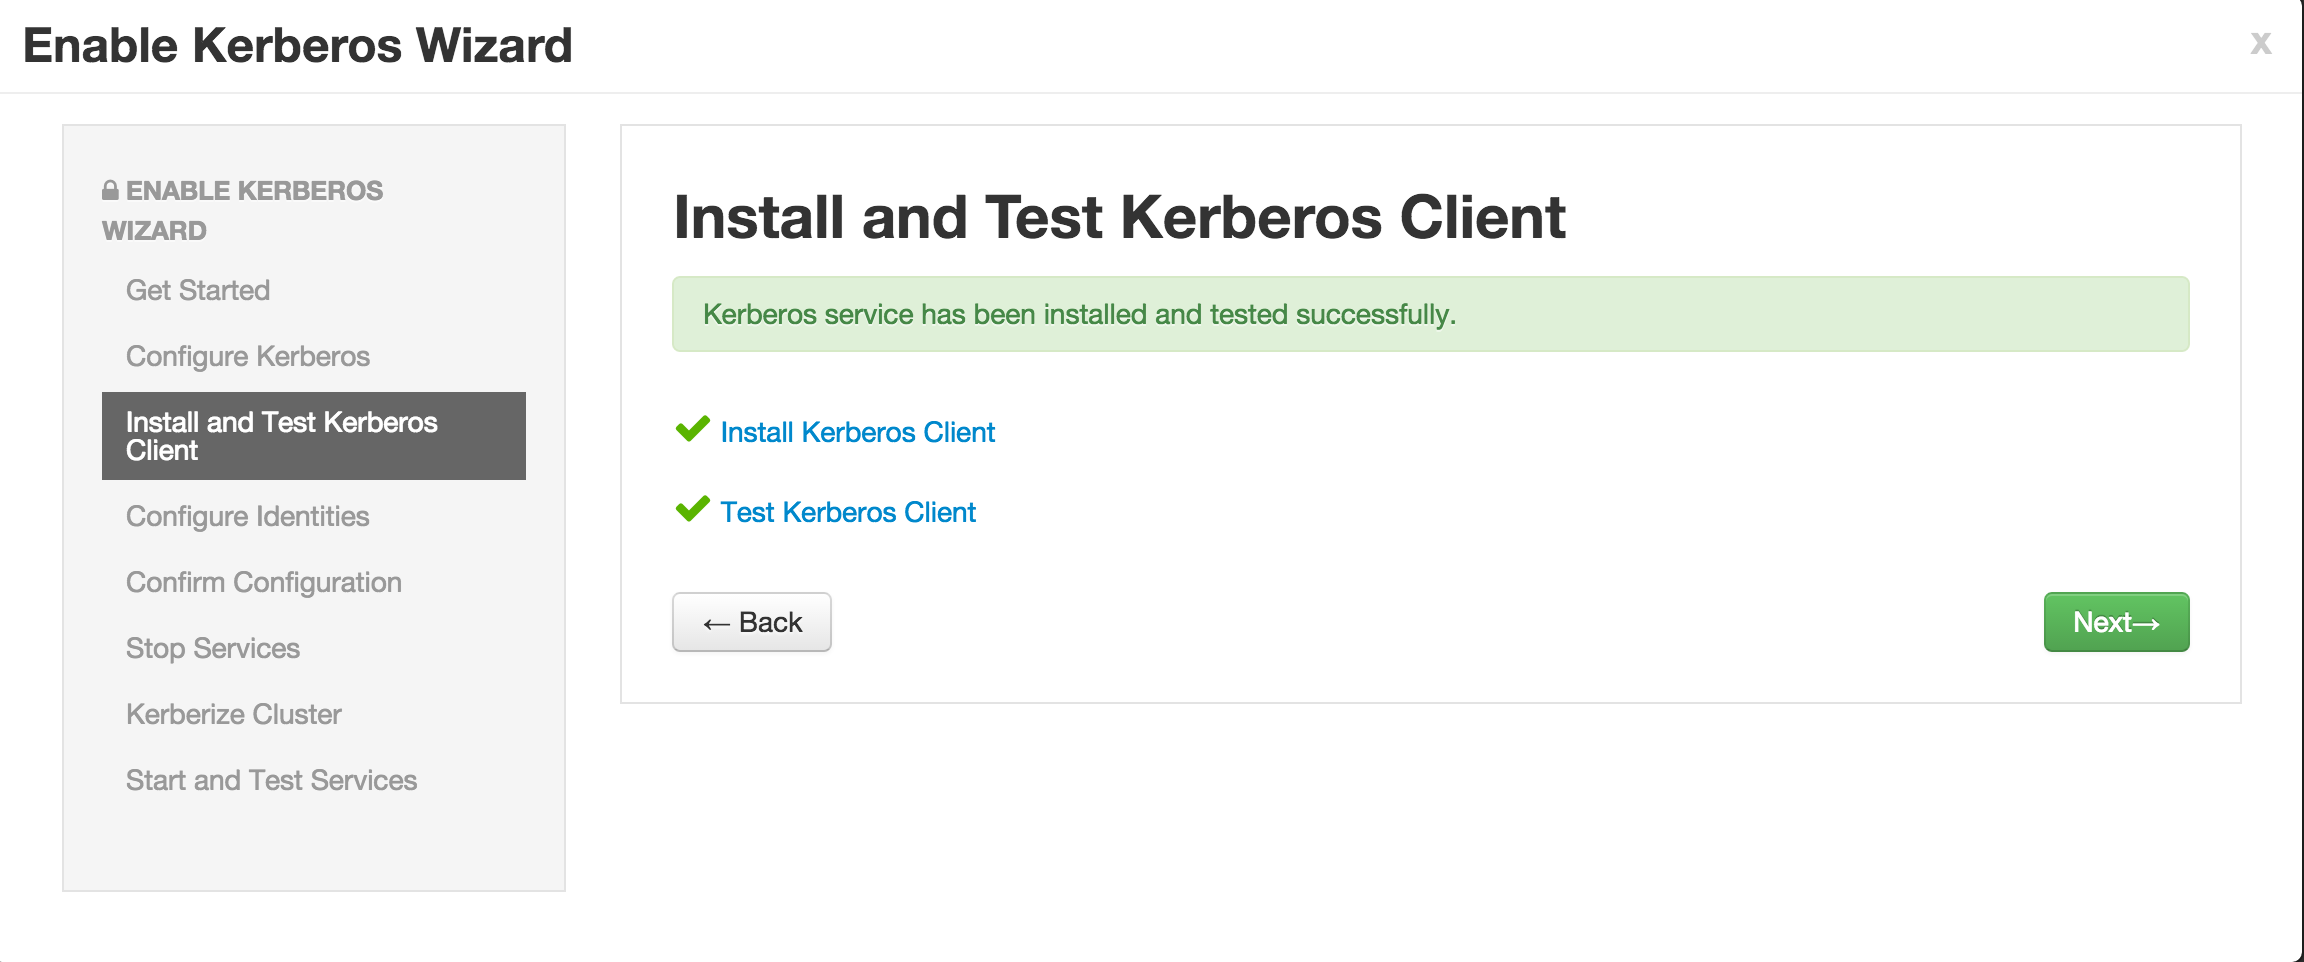 Enable Kerberos Wizard
x
ENABLE KERBEROS
WIZARD
Get Started
Configure Kerberos
Install and Test Kerberos
Client
Configure Identities
Confirm Configuration
Stop Services
Kerberize Cluster
Start and Test Services
Install and Test Kerberos Client
Kerberos service has been installed and tested successfully.
Install Kerberos Client
Test Kerberos Client
← Back
Next→